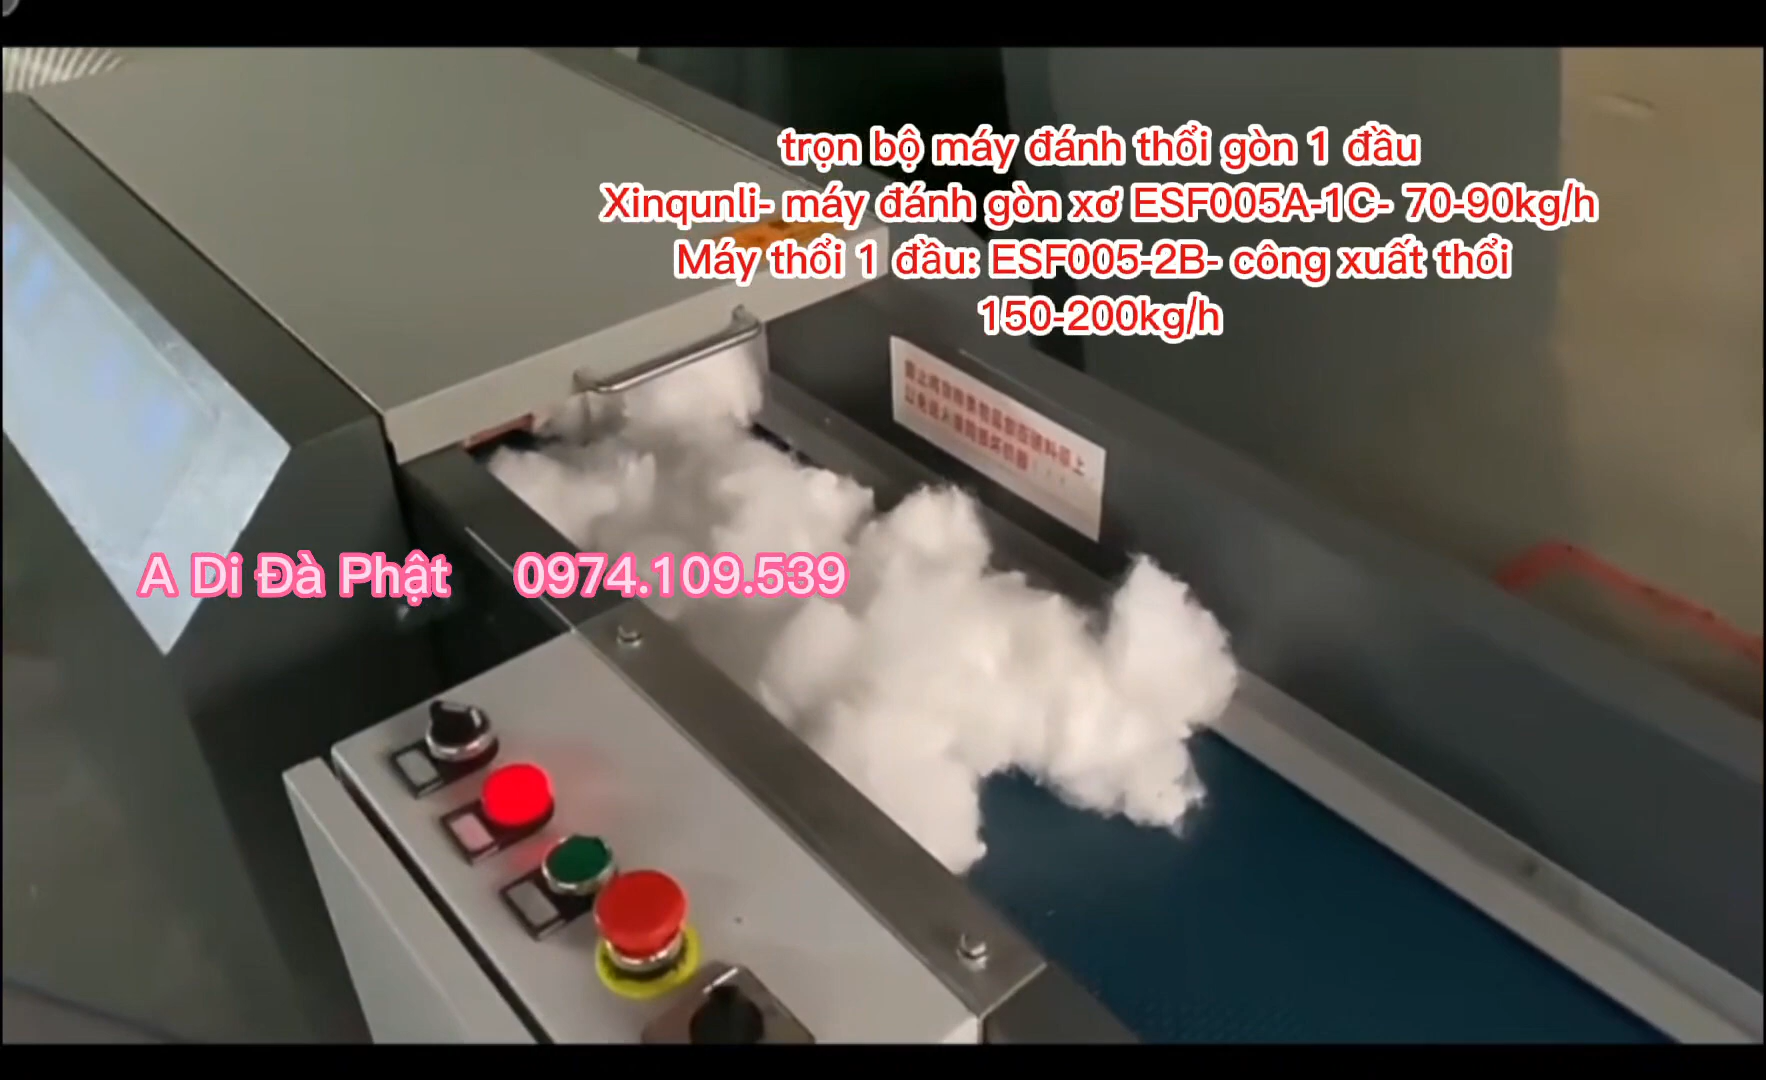 trọn bộ máy đánh thổi gòn 1 đầu
Xinqunli- máy đánh gòn xơ ESF005A-1C- 70-90kg/h
Máy thổi 1 đầu: ESF005-2B- công xuất thổi
150-200kg/h
A Di Đà Phật 0974.109.539